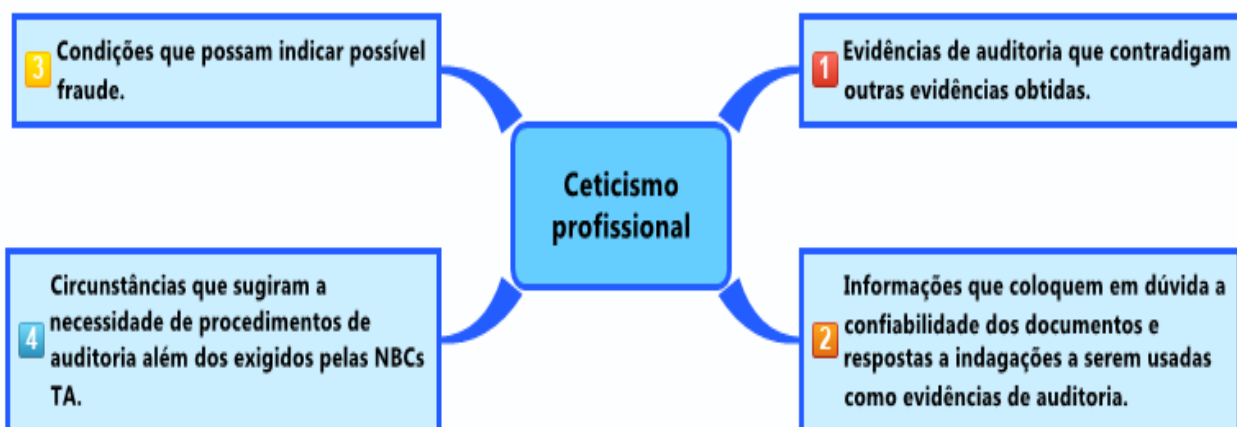 Ceticismo
profissional
1
Evidências de auditoria que contradigam
outras evidências obtidas.
2
Informações que coloquem em dúvida a
confiabilidade dos documentos e
respostas a indagações a serem usadas
como evidências de auditoria.
3
Condições que possam indicar possível
fraude.
4
Circunstâncias que sugiram a
necessidade de procedimentos de
auditoria além dos exigidos pelas NBCs
TA.